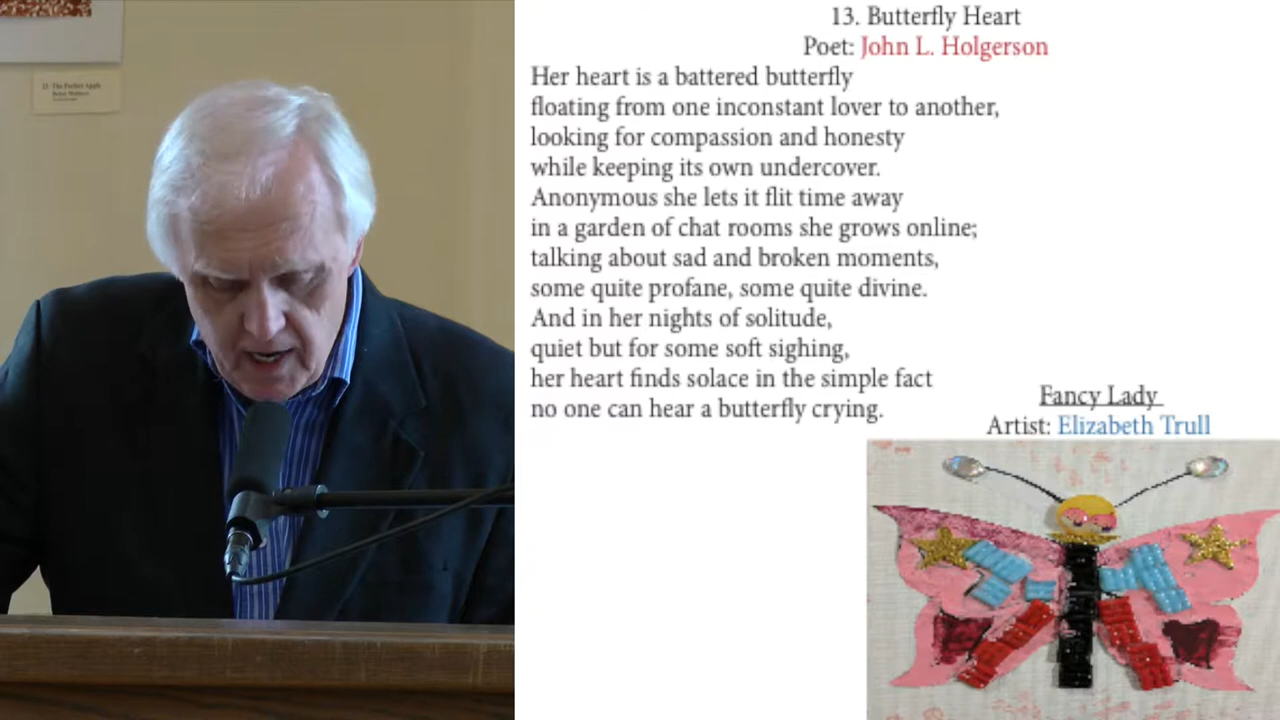 13. The Perfect Apple
13. Butterfly Heart
Poet: John L. Holgerson
Her heart is a battered butterfly
floating from one inconstant lover to another,
looking for compassion and honesty
while keeping its own undercover.
Anonymous she lets it flit time away
in a garden of chat rooms she grows online;
talking about sad and broken moments,
some quite profane, some quite divine.
And in her nights of solitude,
quiet but for some soft sighing,
her heart finds solace in the simple fact
no one can hear a butterfly crying.
Fancy Lady
Artist: Elizabeth Trull